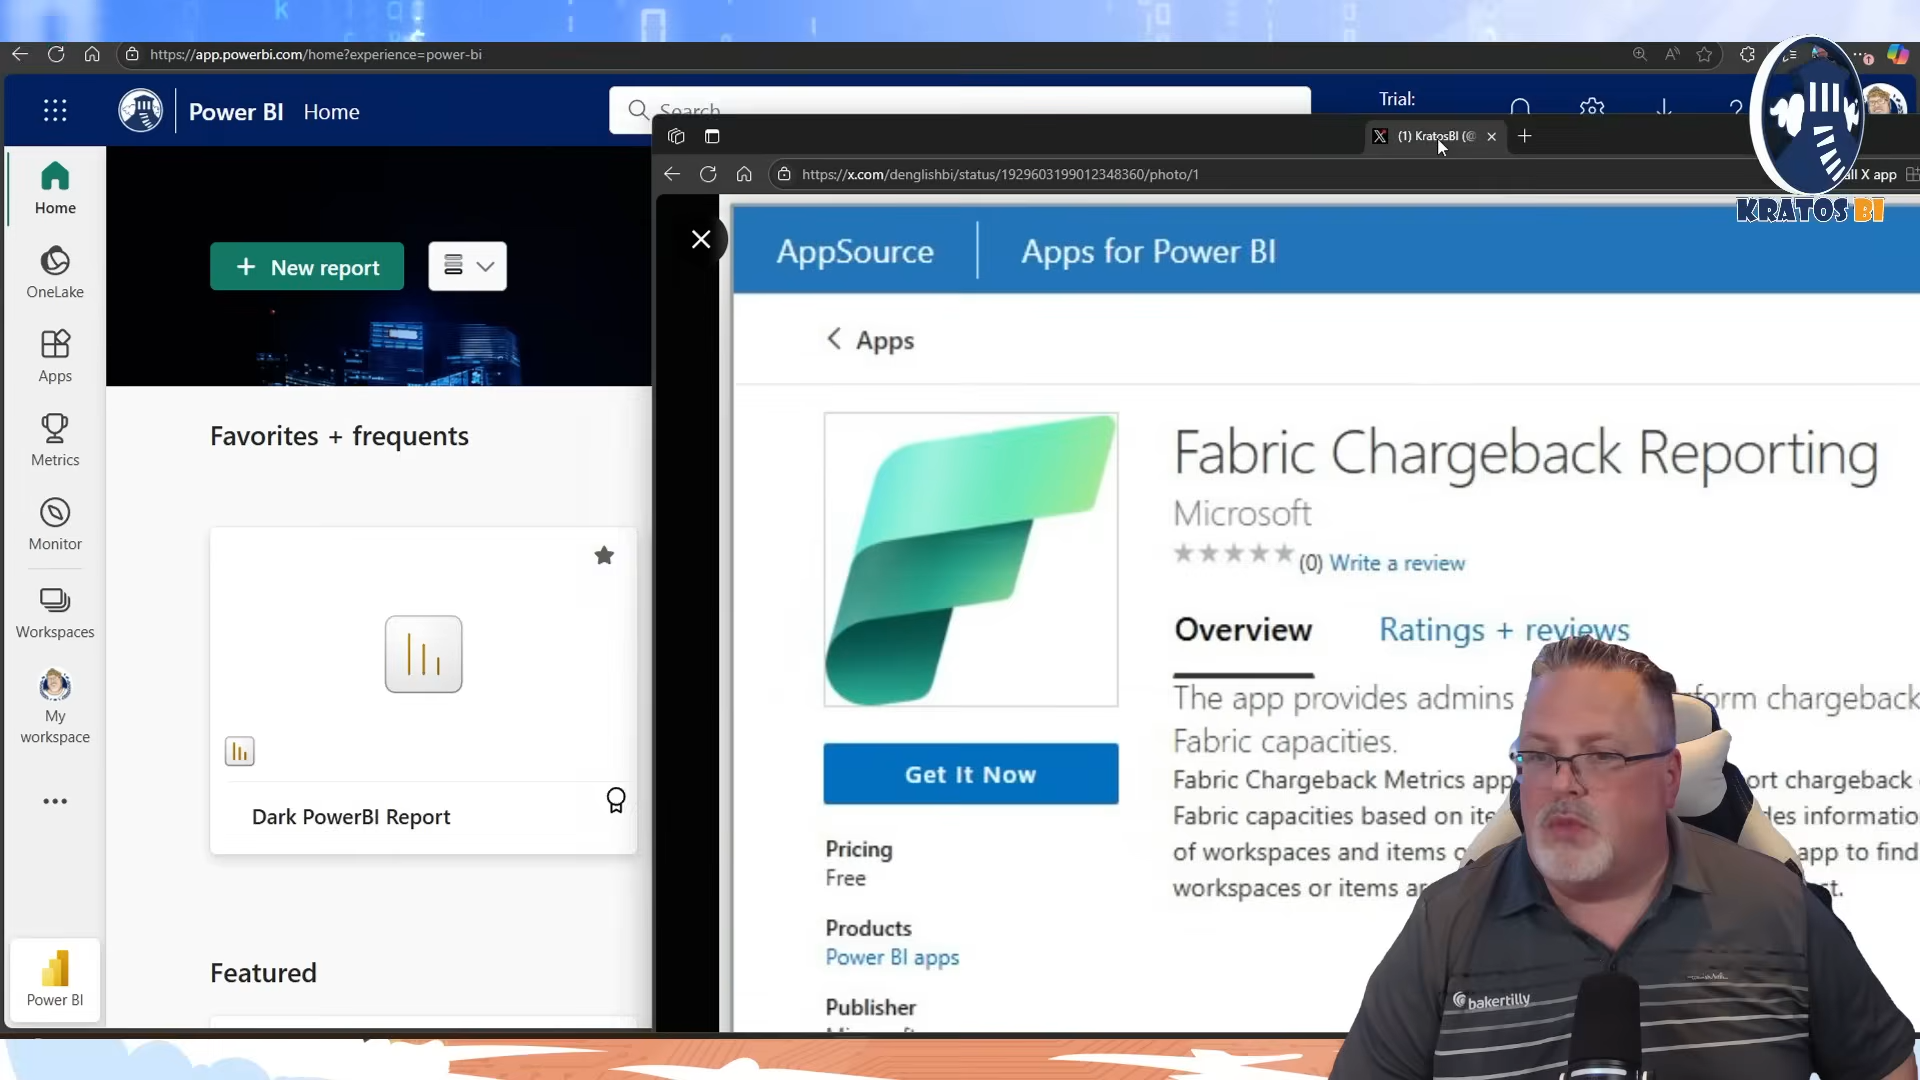 https://app.powerbi.com/home?experience=power-bi
Power BI Home
Search
Trial:
(1) KratosBI (@
https://x.com/denglishbi/status/1929603199012348360/photo/1
X app
KRATOS BI
Home
OneLake
Apps
Metrics
Monitor
Workspaces
My
workspace
Power BI
New report
Favorites + frequents
Dark PowerBI Report
Featured
AppSource Apps for Power BI
Apps
Fabric Chargeback Reporting
Microsoft
(0) Write a review
Overview Ratings + reviews
The app provides admins form chargeback
Fabric capacities.
Fabric Chargeback Metrics app ort chargeback
Fabric capacities based on ite des informatio
of workspaces and items app to find
workspaces or items
Get It Now
Pricing
Free
Products
Power BI apps
Publisher
bakertilly